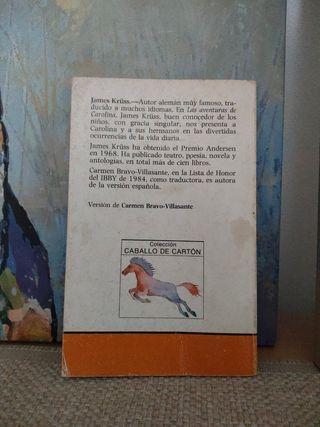 James Krüss.—Autor alemán múy famoso, tra-
ducido a muchos idiomas. En Las aventuras de
Carolina, James Krüss, buen conocedor de los
niños, con gracia singular, nos presenta a
Carolina y a sus hermanos en las divertidas
ocurrencias de la vida diaria.
James Krüss ha obtenido el Premio Andersen
en 1968. Ha publicado teatro, poesía, novela y
antologías, en total más de cien libros.
Carmen Bravo-Villasante, en la Lista de Honor
del IBBY de 1984, como traductora, es autora
de la versión española.
Versión de Carmen Bravo-Villasante
Colección
CABALLO DE CARTÓN